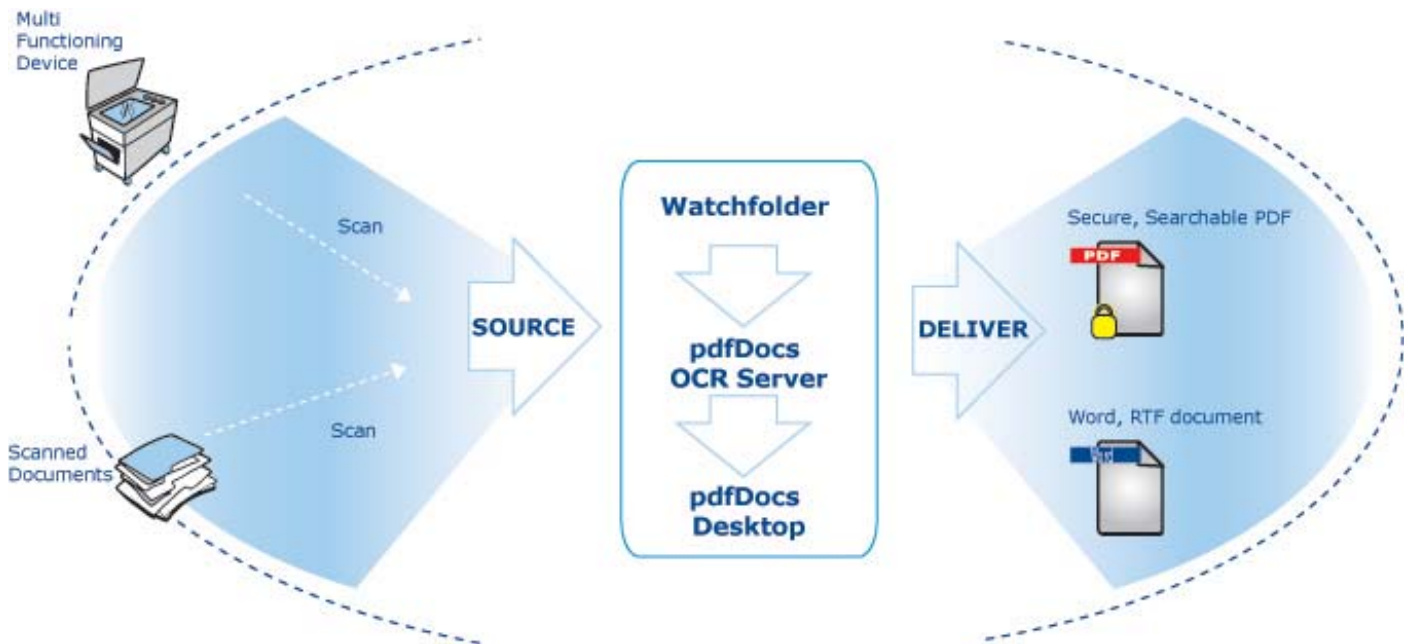 Multi
Functioning
Device
Scan
SOURCE
Scan
Scanned
Documents
Watchfolder
pdfDocs
OCR Server
pdfDocs
Desktop
DELIVER
Secure, Searchable PDF
PDF
Word, RTF document